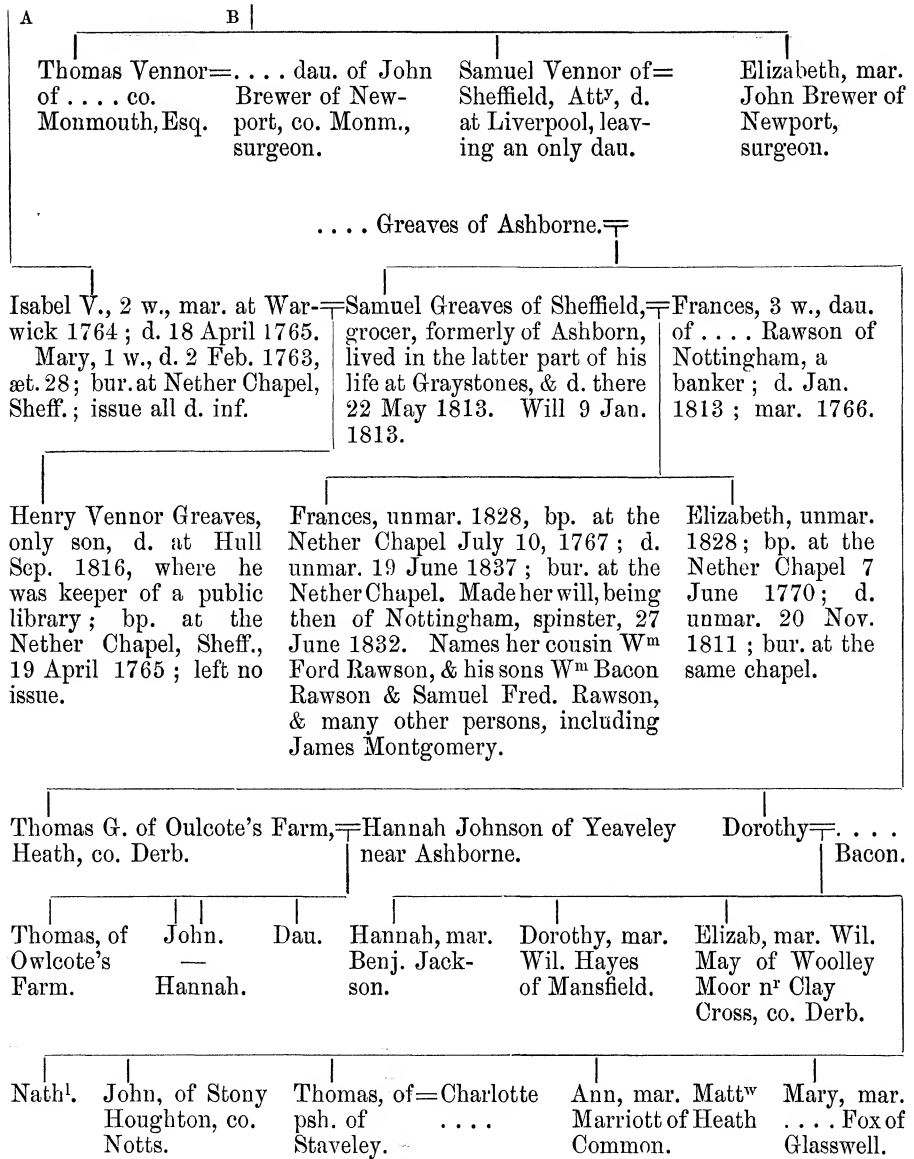 A B
Thomas Vennor=. . . . dau. of John
of . . . . co. Brewer of New-
Monmouth, Esq. port, co. Monm.,
surgeon.
Samuel Vennor of=
Sheffield, Attʸ, d.
at Liverpool, leav-
ing an only dau.
Elizabeth, mar.
John Brewer of
Newport,
surgeon.
. . . . Greaves of Ashborne.
Isabel V., 2 w., mar. at War-
wick 1764 ; d. 18 April 1765.
Mary, 1 w., d. 2 Feb. 1763,
æt. 28; bur. at Nether Chapel,
Sheff. ; issue all d. inf.
Samuel Greaves of Sheffield,
grocer, formerly of Ashborn,
lived in the latter part of his
life at Graystones, & d. there
22 May 1813. Will 9 Jan.
1813.
Frances, 3 w., dau.
of . . . . Rawson of
Nottingham, a
banker ; d. Jan.
1813 ; mar. 1766.
Henry Vennor Greaves,
only son, d. at Hull
Sep. 1816, where he
was keeper of a public
library ; bp. at the
Nether Chapel, Sheff.,
19 April 1765 ; left no
issue.
Frances, unmar. 1828, bp. at the
Nether Chapel July 10, 1767 ; d.
unmar. 19 June 1837 ; bur. at the
Nether Chapel. Made her will, being
then of Nottingham, spinster, 27
June 1832. Names her cousin Wᵐ
Ford Rawson, & his sons Wᵐ Bacon
Rawson & Samuel Fred. Rawson,
& many other persons, including
James Montgomery.
Elizabeth, unmar.
1828 ; bp. at the
Nether Chapel 7
June 1770 ; d.
unmar. 20 Nov.
1811 ; bur. at the
same chapel.
Thomas G. of Oulcote's Farm,
Heath, co. Derb.
Hannah Johnson of Yeaveley
near Ashborne.
Dorothy = . . . .
Bacon.
Thomas, of
Owlcote's
Farm.
John.
—
Hannah.
Dau.
Hannah, mar.
Benj. Jack-
son.
Dorothy, mar.
Wil. Hayes
of Mansfield.
Elizab, mar. Wil.
May of Woolley
Moor nʳ Clay
Cross, co. Derb.
Nathˡ.
John, of Stony
Houghton, co.
Notts.
Thomas, of=Charlotte
psh. of . . . .
Staveley.
Ann, mar. Mattʷ
Marriott of Heath
Common.
Mary, mar.
. . . . Fox of
Glasswell.